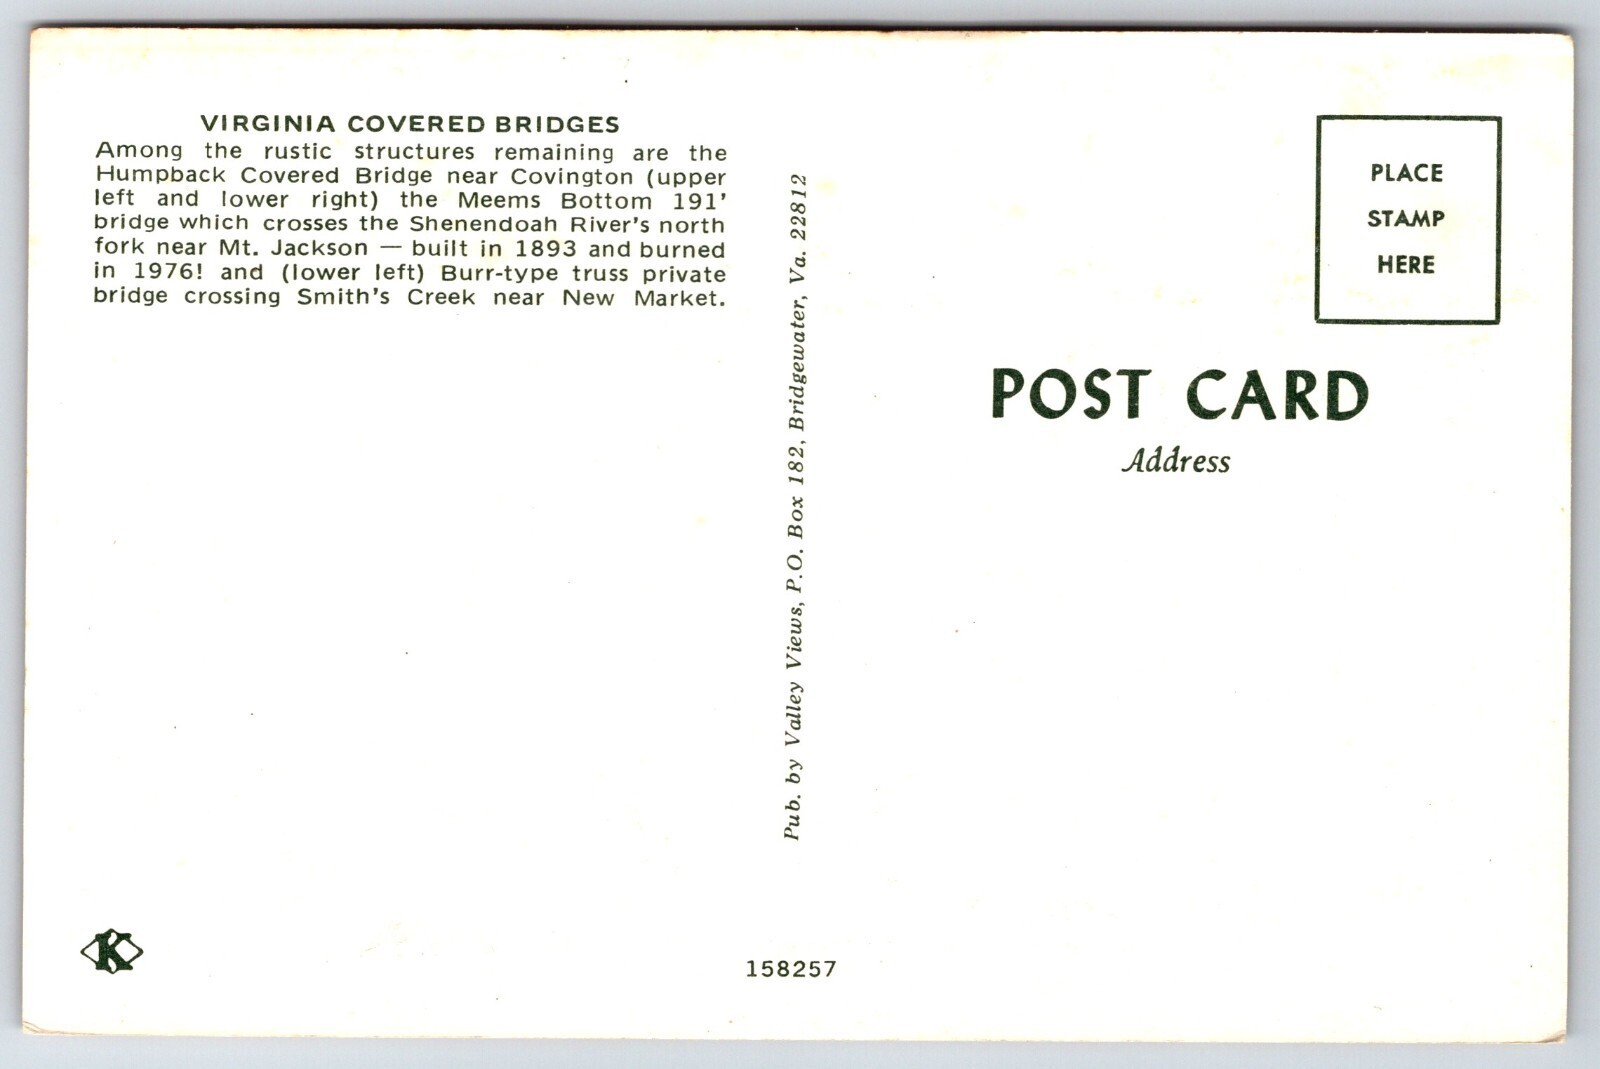 VIRGINIA COVERED BRIDGES
Among the rustic structures remaining are the
Humpback Covered Bridge near Covington (upper
left and lower right) the Meems Bottom 191'
bridge which crosses the Shenendoah River's north
fork near Mt. Jackson — built in 1893 and burned
in 1976! and (lower left) Burr-type truss private
bridge crossing Smith's Creek near New Market.
Pub. by Valley Views, P.O. Box 182, Bridgewater, Va. 22812
PLACE
STAMP
HERE
POST CARD
Address
K
158257